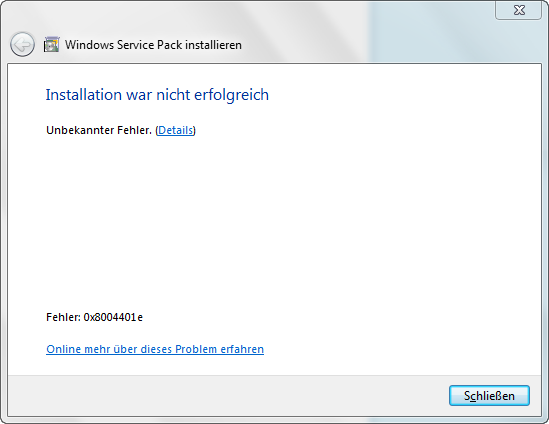 Windows Service Pack installieren
Installation war nicht erfolgreich
Unbekannter Fehler. (Details)
Fehler: 0x8004401e
Online mehr über dieses Problem erfahren
Schließen